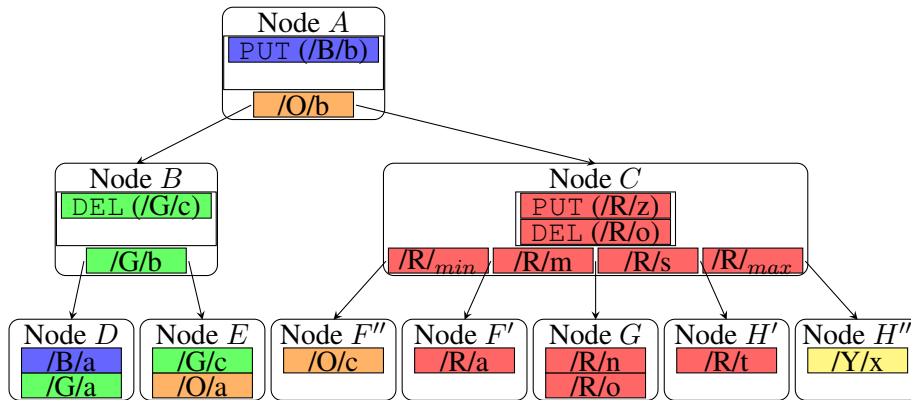 Node A
PUT (/B/b)
/O/b
Node B
DEL (/G/c)
/G/b
Node C
PUT (/R/z)
DEL (/R/o)
/R/min /R/m /R/s /R/max
Node D
/B/a
/G/a
Node E
/G/c
/O/a
Node F''
/O/c
Node F'
/R/a
Node G
/R/n
/R/o
Node H'
/R/t
Node H''
/Y/x